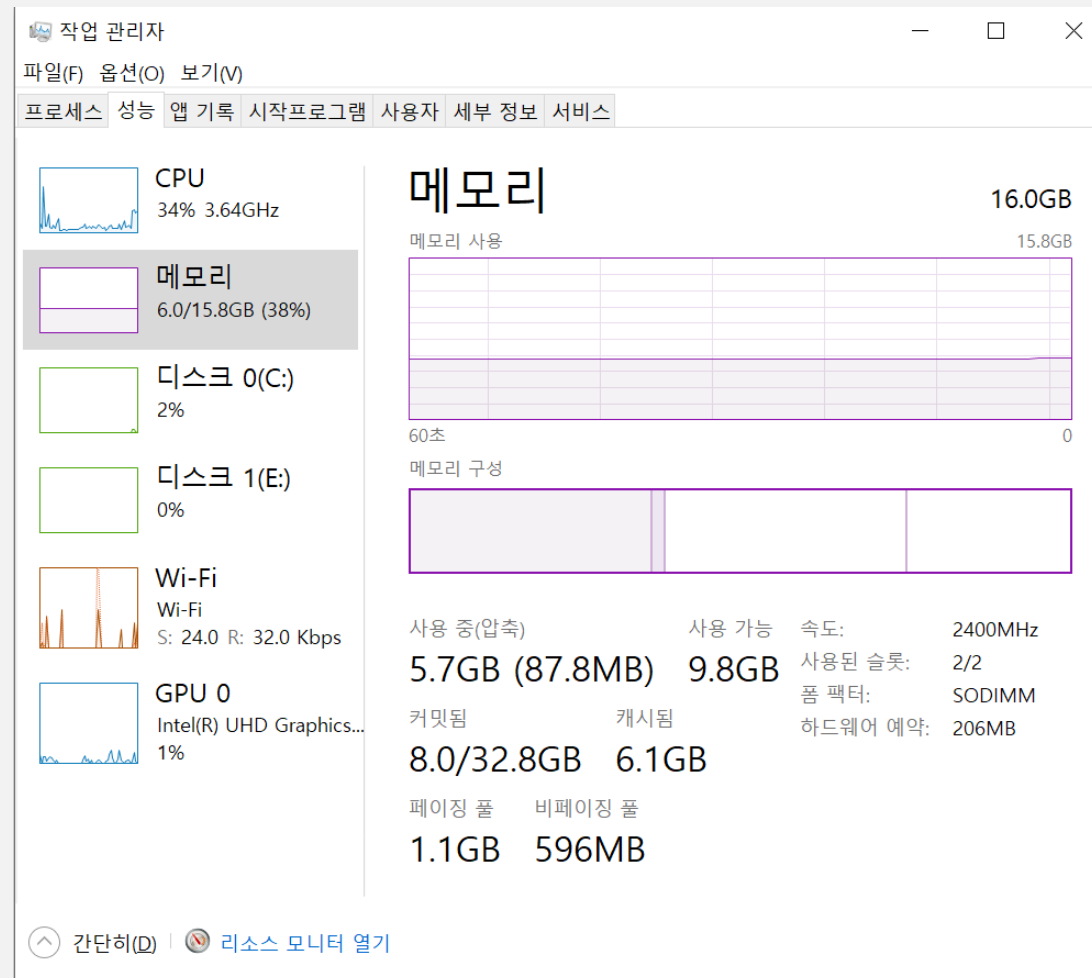 작업 관리자
파일(F) 옵션(O) 보기(V)
프로세스 성능 앱 기록 시작프로그램 사용자 세부 정보 서비스
CPU
34% 3.64GHz
메모리
6.0/15.8GB (38%)
디스크 0(C:)
2%
디스크 1(E:)
0%
Wi-Fi
Wi-Fi
S: 24.0 R: 32.0 Kbps
GPU 0
Intel(R) UHD Graphics...
1%
메모리 16.0GB
메모리 사용 15.8GB
60초 0
메모리 구성
사용 중(압축) 사용 가능
5.7GB (87.8MB) 9.8GB
커밋됨 캐시됨
8.0/32.8GB 6.1GB
페이징 풀 비페이징 풀
1.1GB 596MB
속도: 2400MHz
사용된 슬롯: 2/2
폼 팩터: SODIMM
하드웨어 예약: 206MB
간단히(D) 리소스 모니터 열기